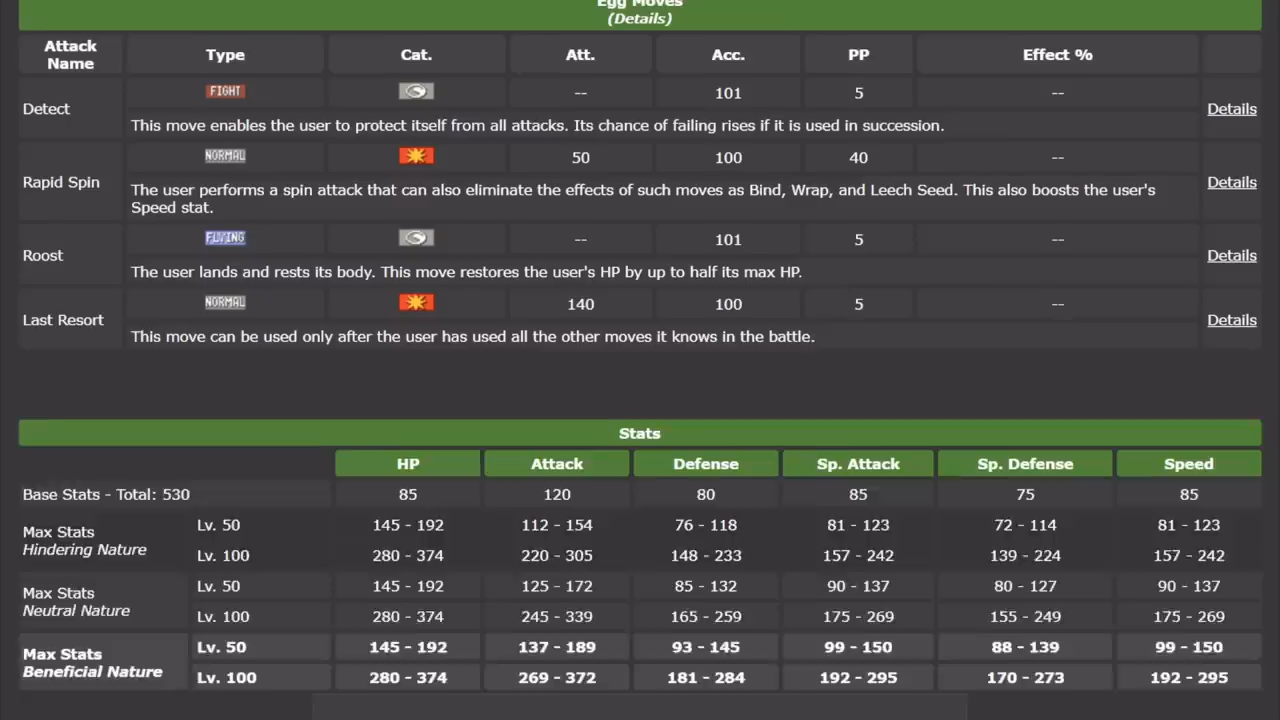 Egg Moves
(Details)
Attack Name Type Cat. Att. Acc. PP Effect %
Detect FIGHT -- 101 5 -- Details
This move enables the user to protect itself from all attacks. Its chance of failing rises if it is used in succession.
Rapid Spin NORMAL 50 100 40 -- Details
The user performs a spin attack that can also eliminate the effects of such moves as Bind, Wrap, and Leech Seed. This also boosts the user's
Speed stat.
Roost FLYING -- 101 5 -- Details
The user lands and rests its body. This move restores the user's HP by up to half its max HP.
Last Resort NORMAL 140 100 5 -- Details
This move can be used only after the user has used all the other moves it knows in the battle.
Stats
HP Attack Defense Sp. Attack Sp. Defense Speed
Base Stats - Total: 530 85 120 80 85 75 85
Max Stats
Hindering Nature
Lv. 50 145 - 192 112 - 154 76 - 118 81 - 123 72 - 114 81 - 123
Lv. 100 280 - 374 220 - 305 148 - 233 157 - 242 139 - 224 157 - 242
Max Stats
Neutral Nature
Lv. 50 145 - 192 125 - 172 85 - 132 90 - 137 80 - 127 90 - 137
Lv. 100 280 - 374 245 - 339 165 - 259 175 - 269 155 - 249 175 - 269
Max Stats
Beneficial Nature
Lv. 50 145 - 192 137 - 189 93 - 145 99 - 150 88 - 139 99 - 150
Lv. 100 280 - 374 269 - 372 181 - 284 192 - 295 170 - 273 192 - 295